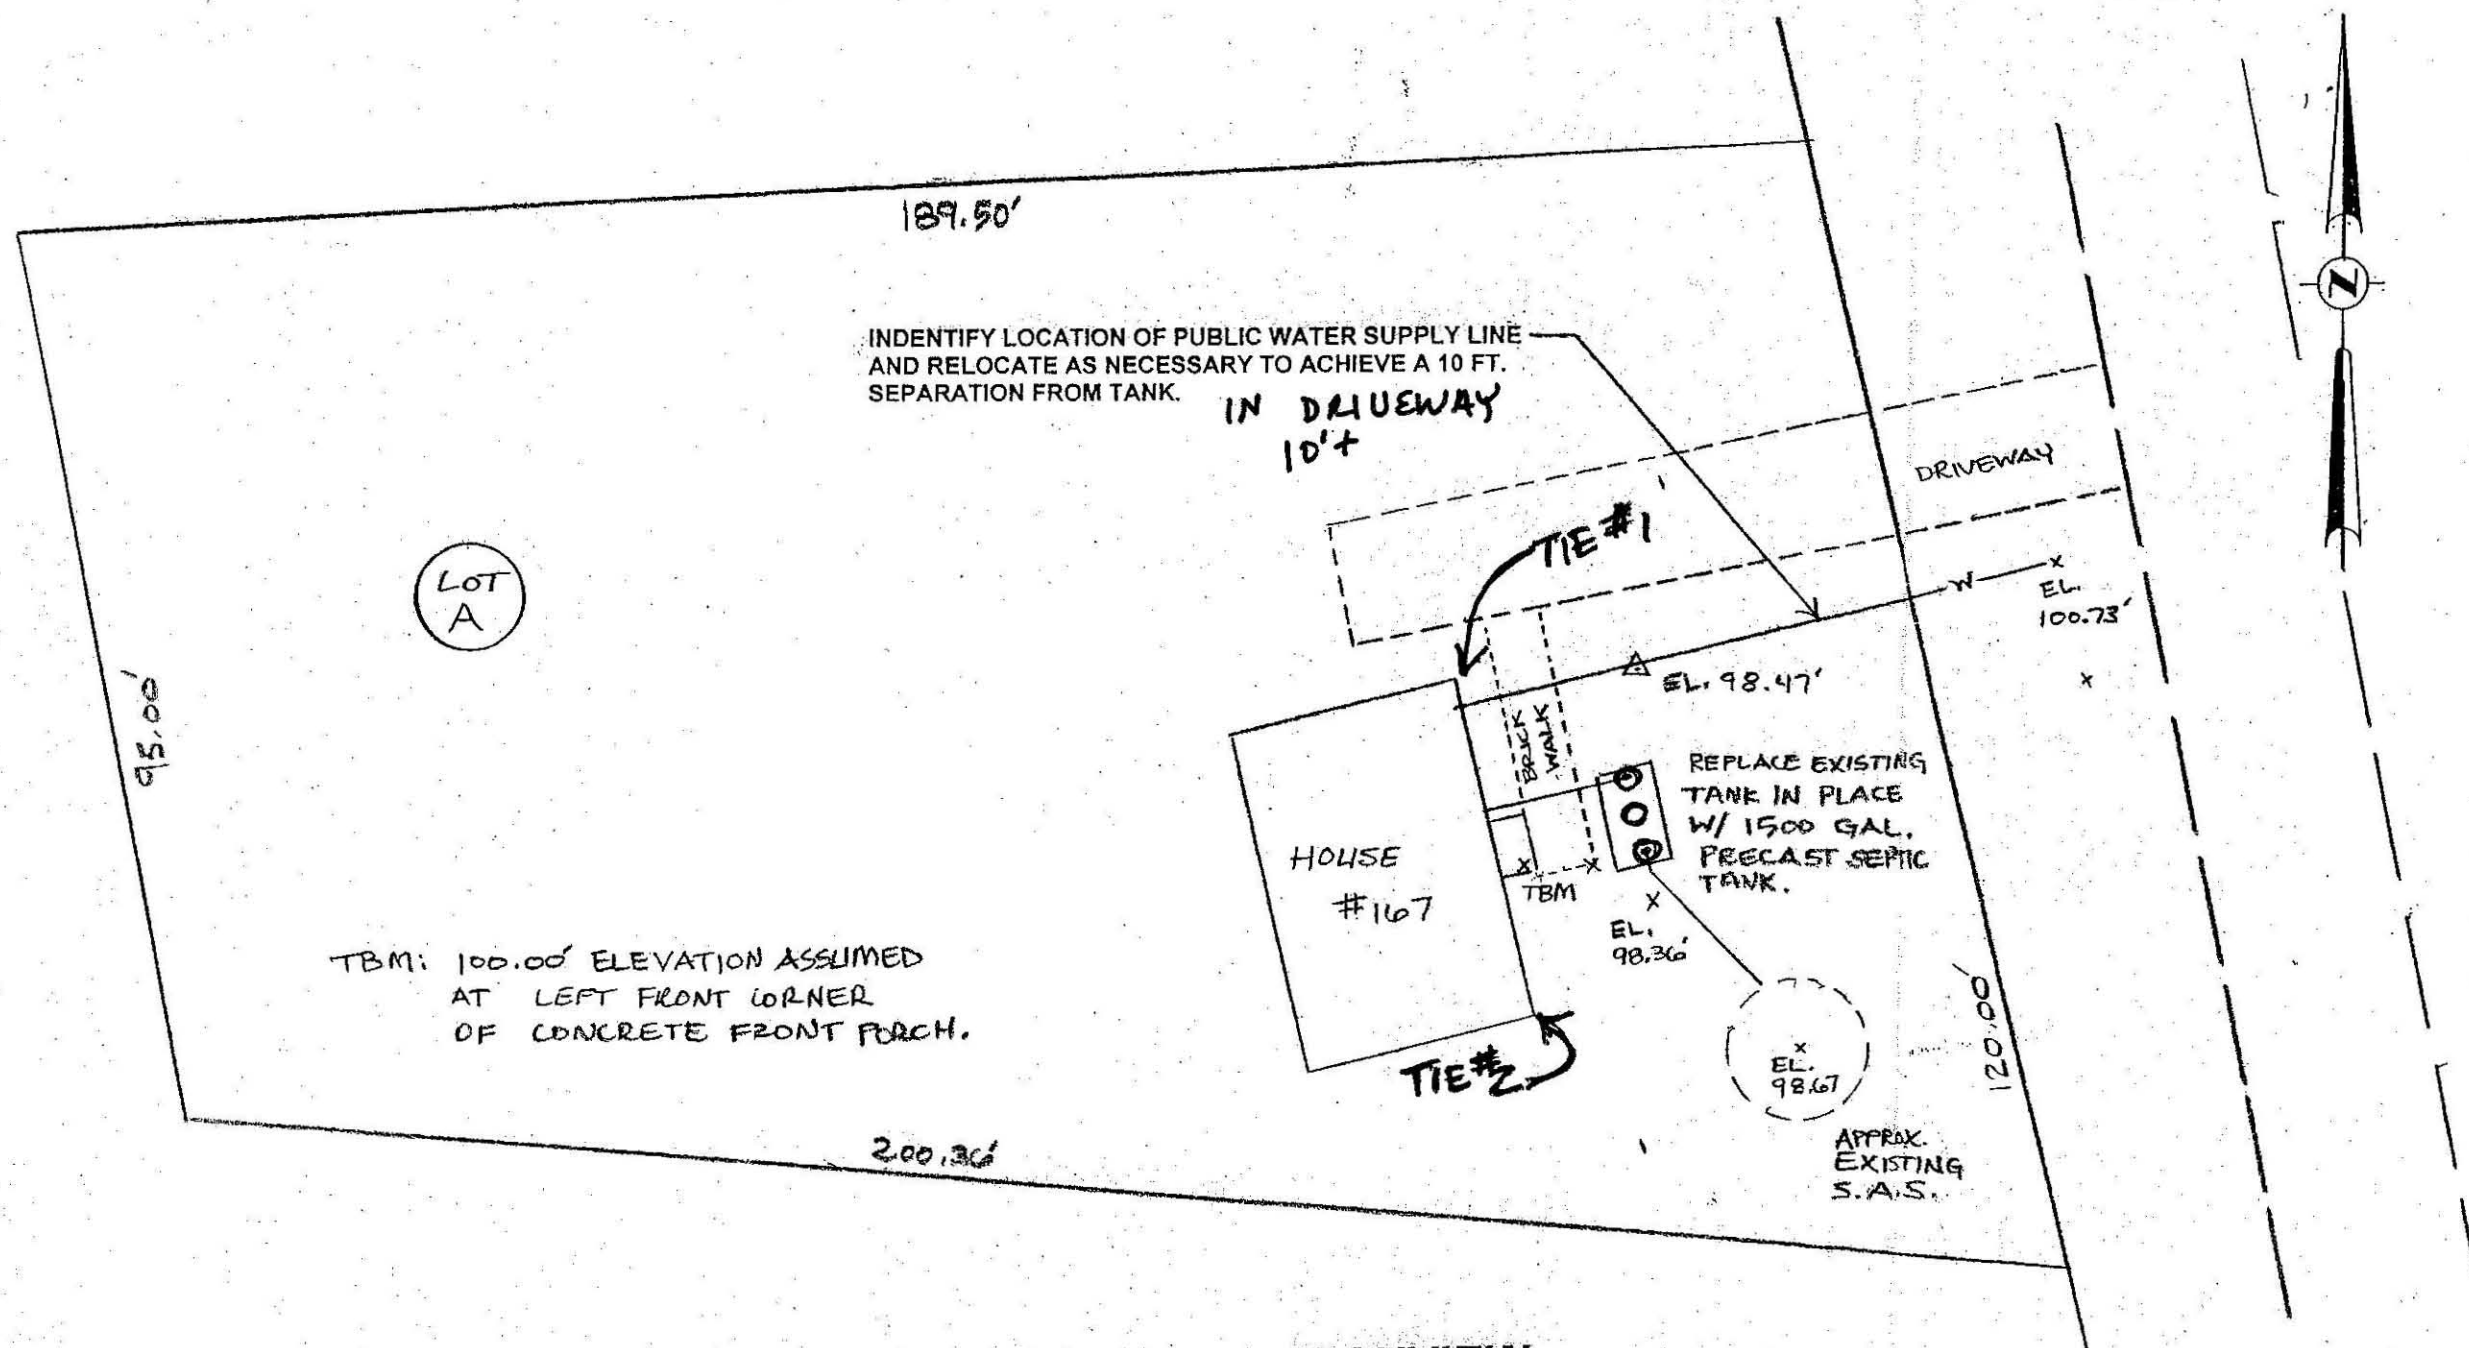 189.50'
INDENTIFY LOCATION OF PUBLIC WATER SUPPLY LINE
AND RELOCATE AS NECESSARY TO ACHIEVE A 10 FT.
SEPARATION FROM TANK.
IN DRIVEWAY
10'+
Z
DRIVEWAY
TIE #1
LOT
A
W
EL.
100.73'
EL. 98.47'
95.00'
BRICK
WALK
REPLACE EXISTING
TANK IN PLACE
W/ 1500 GAL.
PRECAST SEPTIC
TANK.
HOUSE
#167
TBM
EL.
98.36'
TBM: 100.00' ELEVATION ASSUMED
AT LEFT FRONT CORNER
OF CONCRETE FRONT PORCH.
TIE #2
EL.
98.67
120.00'
200.36'
APPROX.
EXISTING
S.A.S.